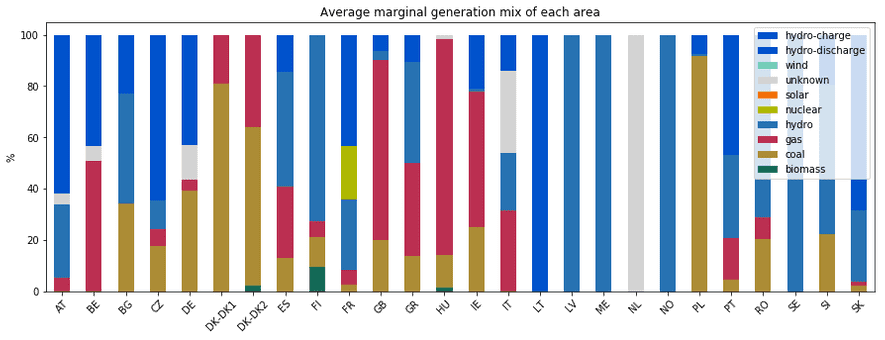 Average marginal generation mix of each area
%
100
80
60
40
20
0
hydro-charge
hydro-discharge
wind
unknown
solar
nuclear
hydro
gas
coal
biomass
AT BE BG CZ DE DK-DK1 DK-DK2 ES FI FR GB GR HU IE IT LT LV ME NL NO PL PT RO SE SI SK